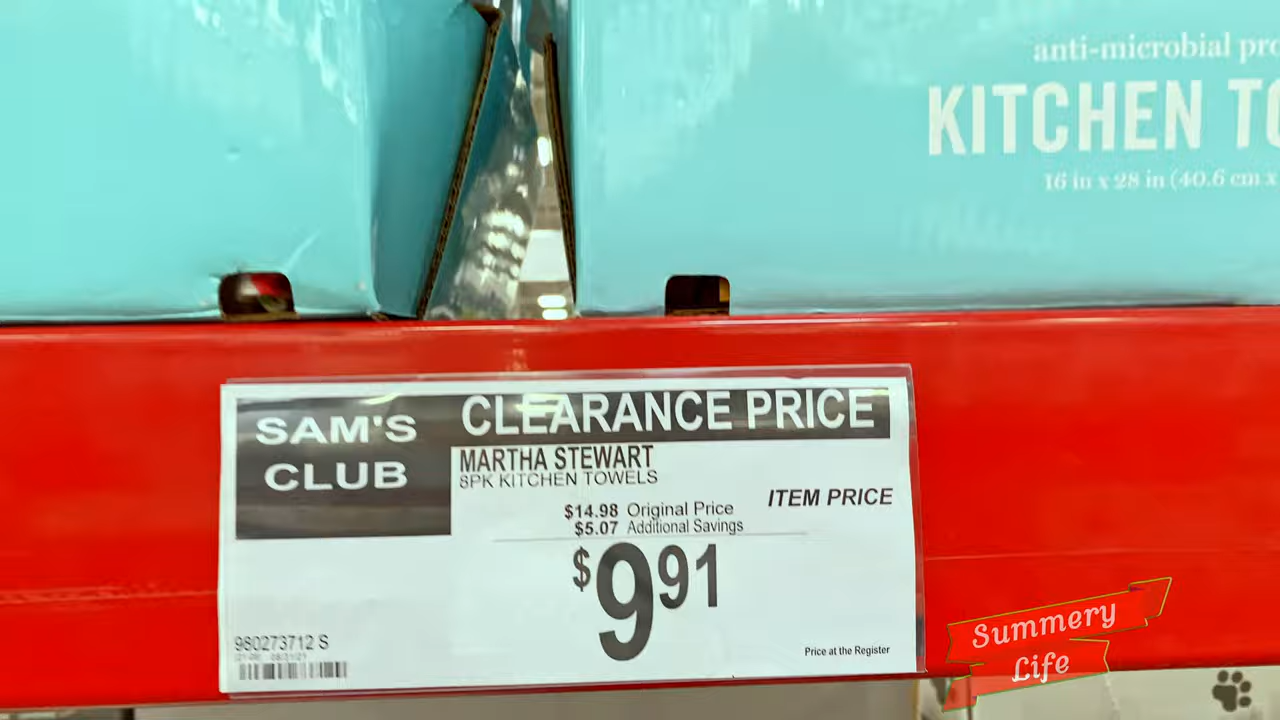 anti-microbial pro
KITCHEN TO
16 in x 28 in (40.6 cm x
SAM'S
CLUB
CLEARANCE PRICE
MARTHA STEWART
8PK KITCHEN TOWELS
ITEM PRICE
$14.98 Original Price
$5.07 Additional Savings
$9 91
980273712 S
Price at the Register
Summery
Life